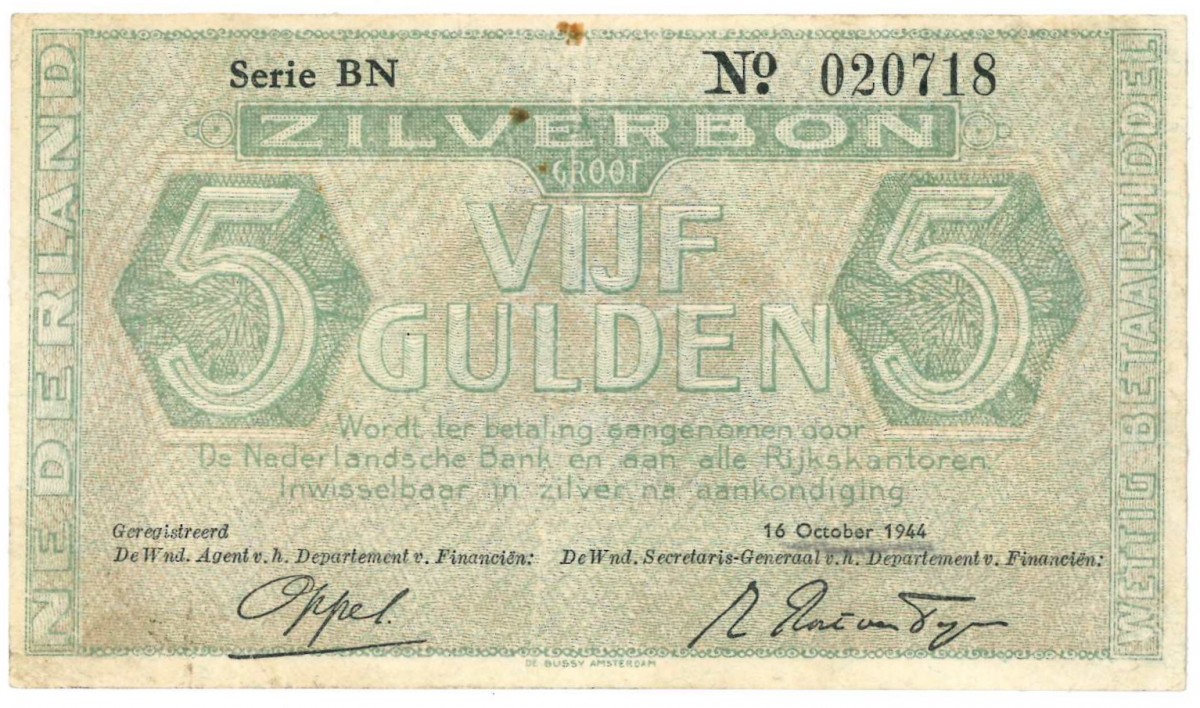 Serie BN Nº 020718
ZILVERBON
GROOT
VIJF
GULDEN
5 5
NEDERLAND
WETTIG BETAALMIDDEL
Wordt ter betaling aangenomen door
De Nederlandsche Bank en aan alle Rijkskantoren.
Inwisselbaar in zilver na aankondiging
Geregistreerd 16 October 1944
De Wnd. Agent v. h. Departement v. Financiën: De Wnd. Secretaris-Generaal v. h. Departement v. Financiën:
Oppel.
DE BUSSY AMSTERDAM